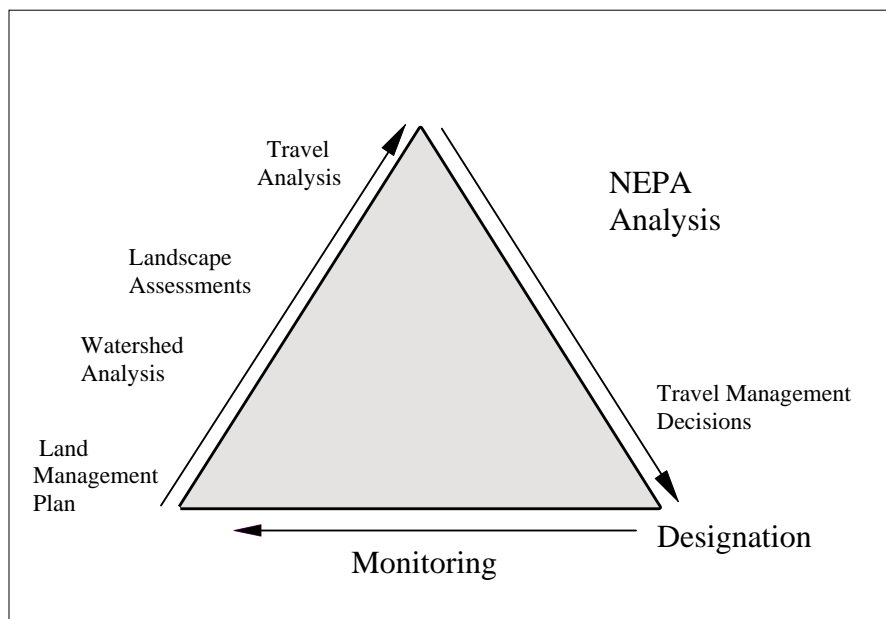 Travel
Analysis
NEPA
Analysis
Landscape
Assessments
Watershed
Analysis
Travel Management
Decisions
Land
Management
Plan
Designation
Monitoring